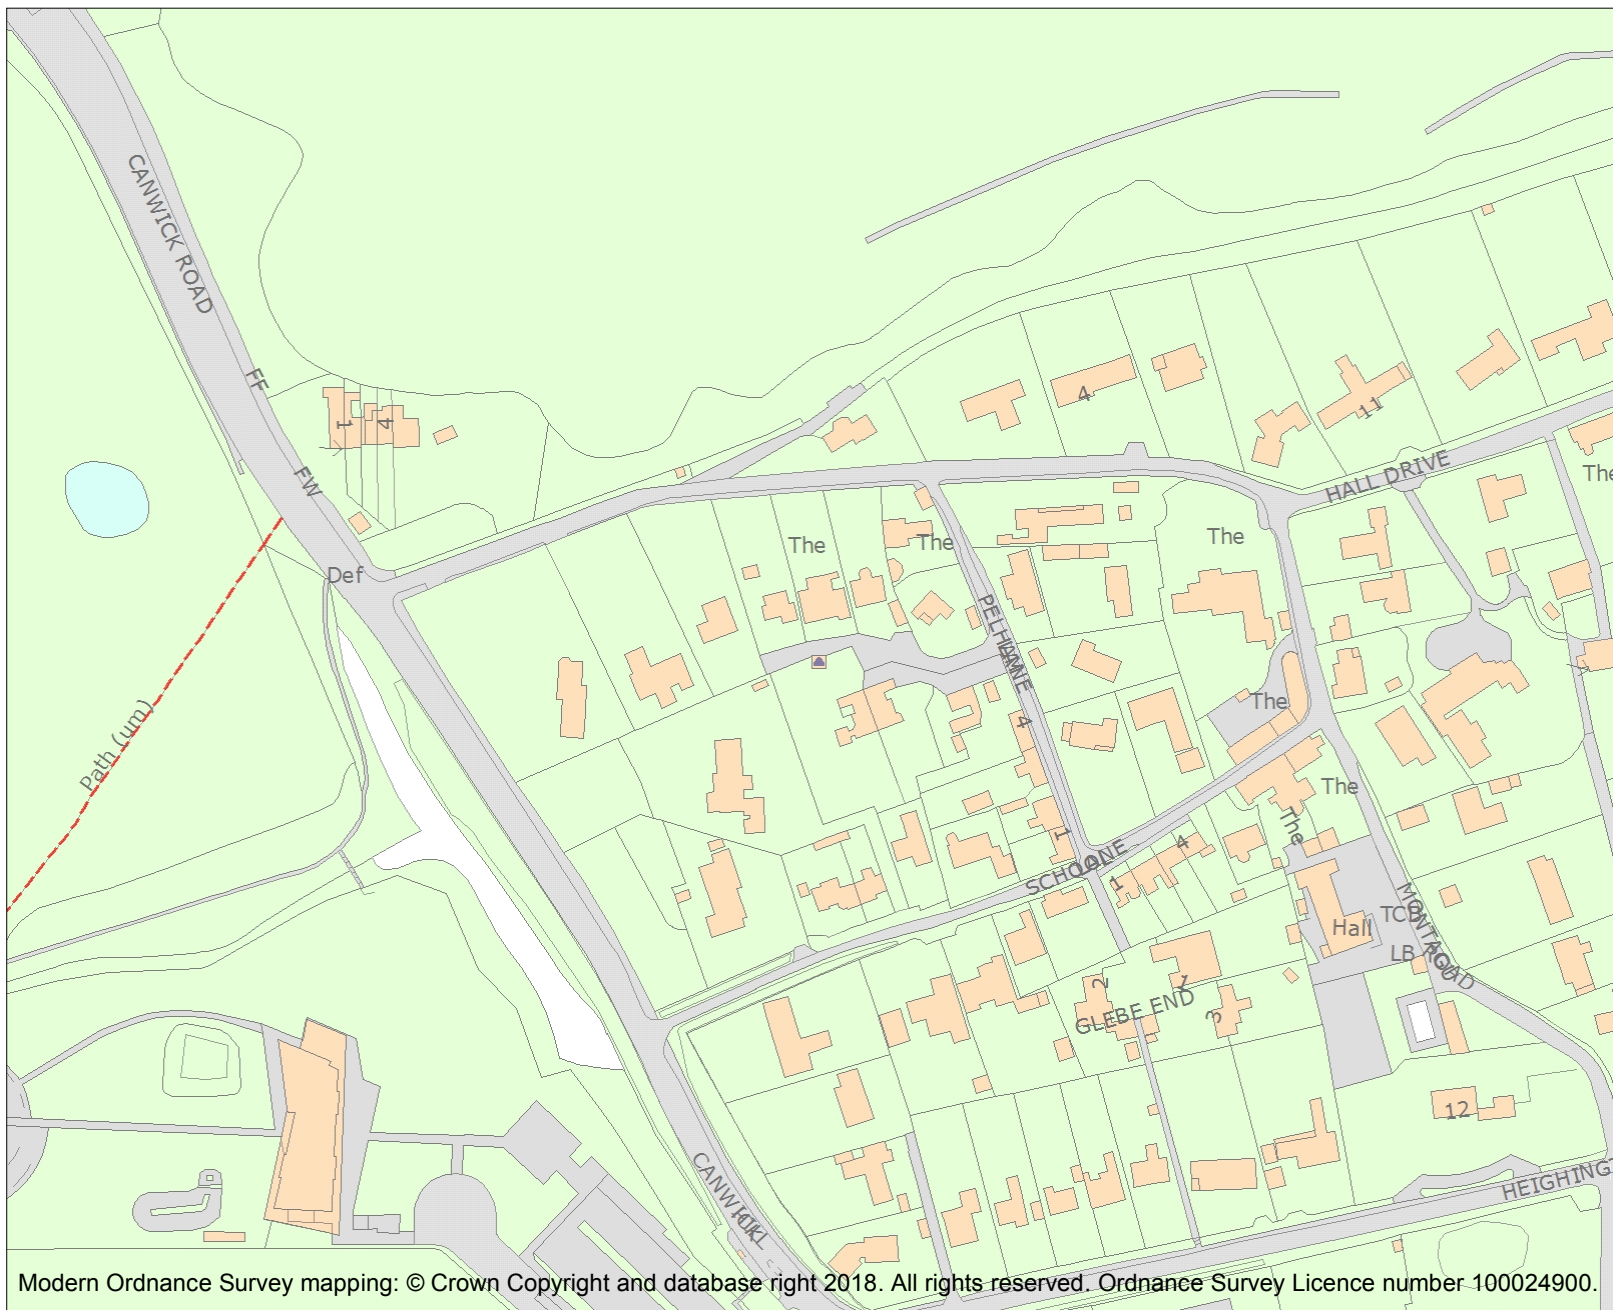 CANWICK ROAD
FF
1
4
4
11
HALL DRIVE
FW
The
The
The
The
Def
PELHAM
LANE
The
4
Path (um)
The
The
1
SCHOOL
LANE
4
1
MONTAGU
ROAD
TCB
Hall
LB
2
1
GLEBE END
3
12
CANWICK
HILL
HEIGHINGT
Modern Ordnance Survey mapping: © Crown Copyright and database right 2018. All rights reserved. Ordnance Survey Licence number 100024900.